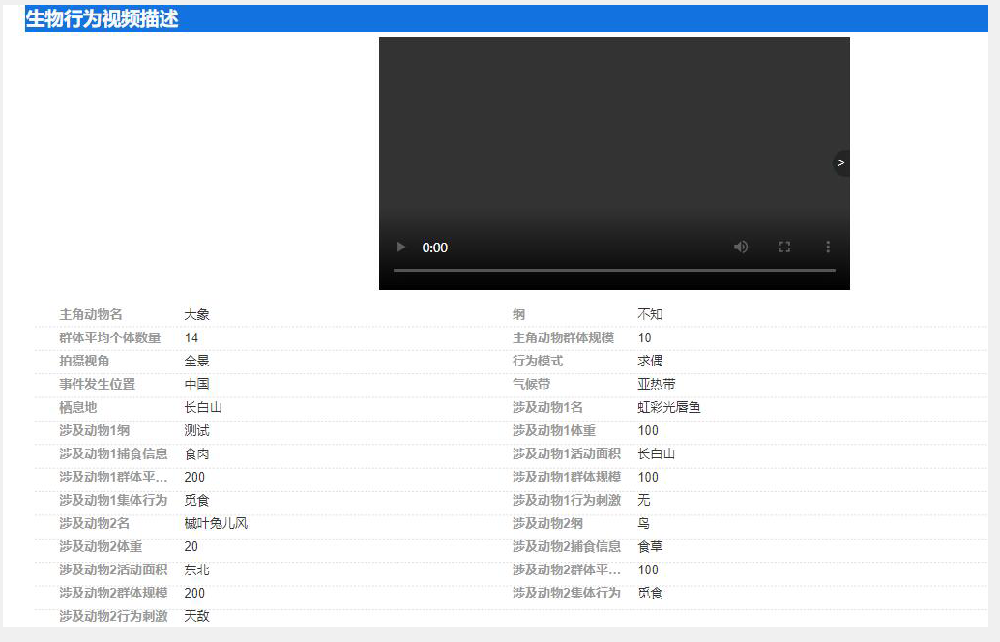 生物行为视频描述
>
0:00
主角动物名 大象 纲 不知
群体平均个体数量 14 主角动物群体规模 10
拍摄视角 全景 行为模式 求偶
事件发生位置 中国 气候带 亚热带
栖息地 长白山 涉及动物1名 虹彩光唇鱼
涉及动物1纲 测试 涉及动物1体重 100
涉及动物1捕食信息 食肉 涉及动物1活动面积 长白山
涉及动物1群体平... 200 涉及动物1群体规模 100
涉及动物1集体行为 觅食 涉及动物1行为刺激 无
涉及动物2名 槭叶兔儿风 涉及动物2纲 鸟
涉及动物2体重 20 涉及动物2捕食信息 食草
涉及动物2活动面积 东北 涉及动物2群体平... 100
涉及动物2群体规模 200 涉及动物2集体行为 觅食
涉及动物2行为刺激 天敌